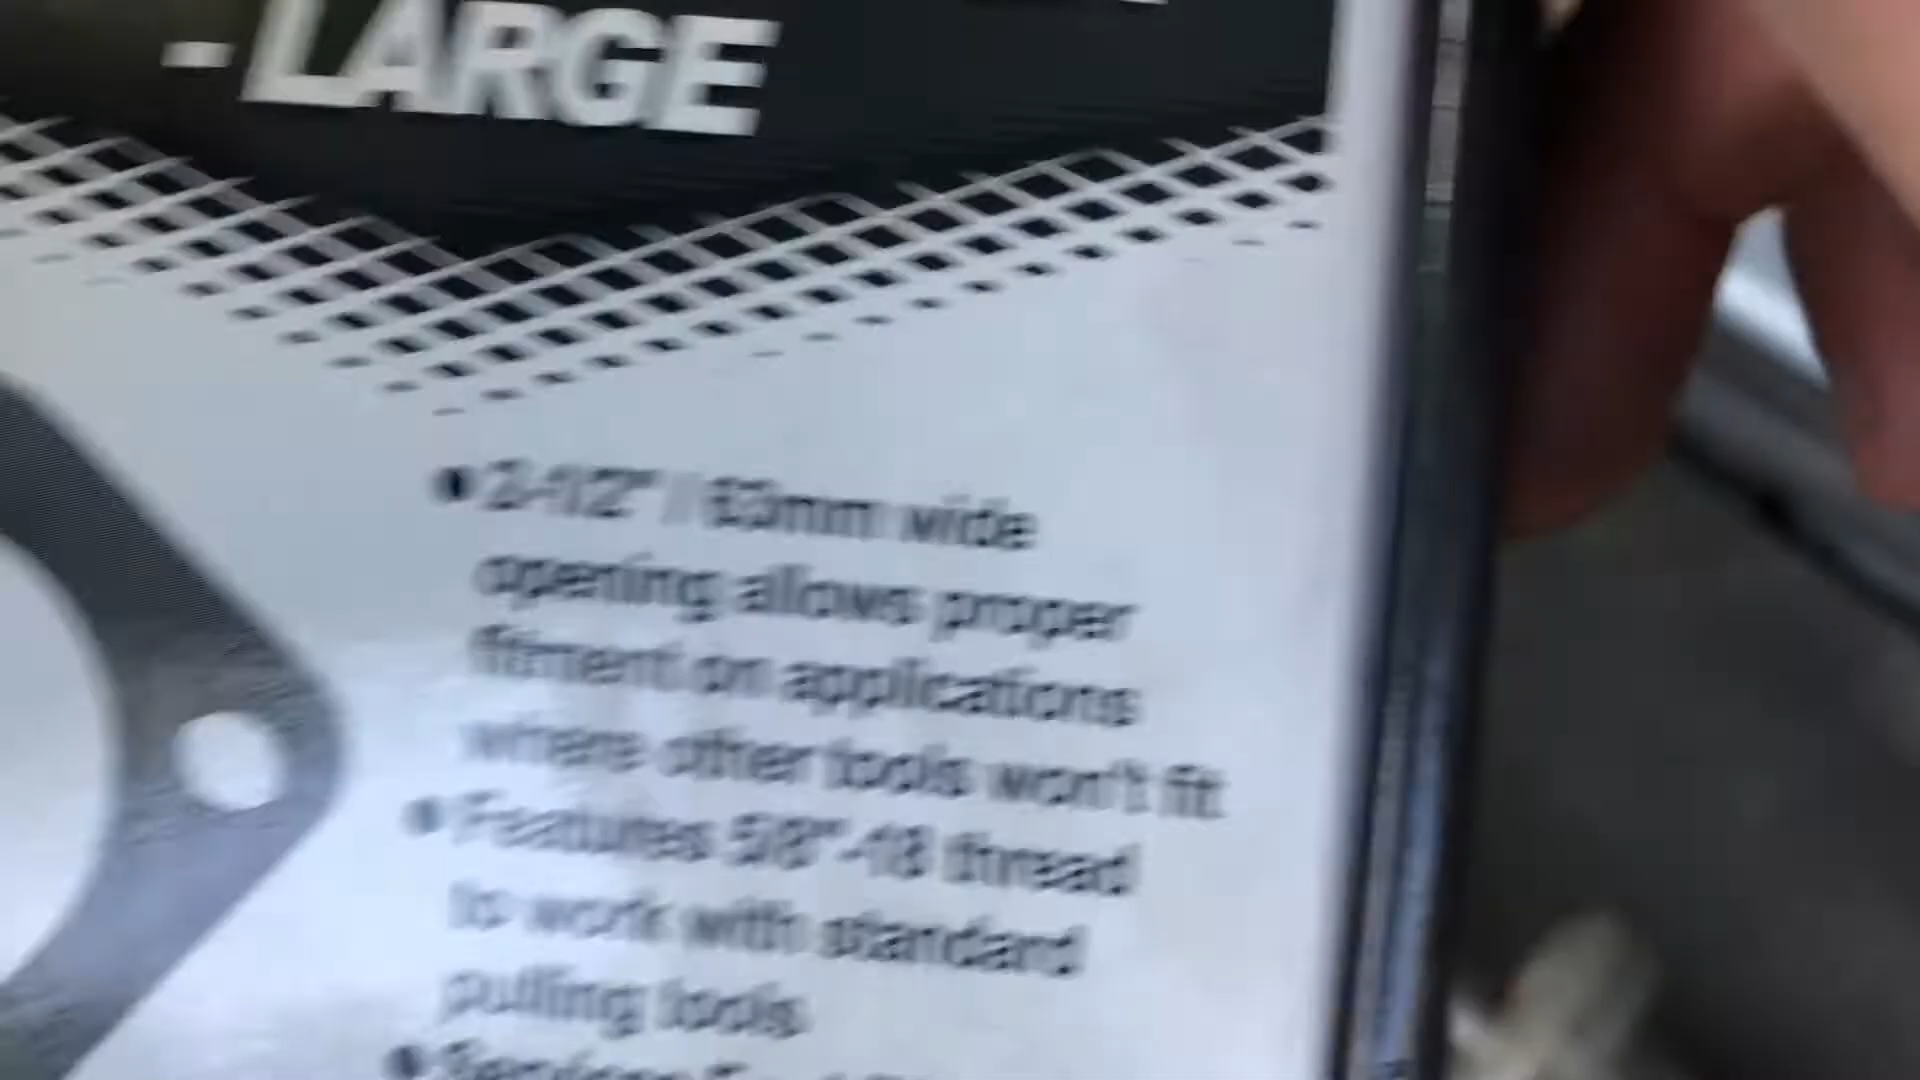 - LARGE
• 2-1/2" / 63mm wide
opening allows proper
fitment on applications
where other tools won't fit
• Features 5/8"-18 thread
to work with standard
pulling tools
•